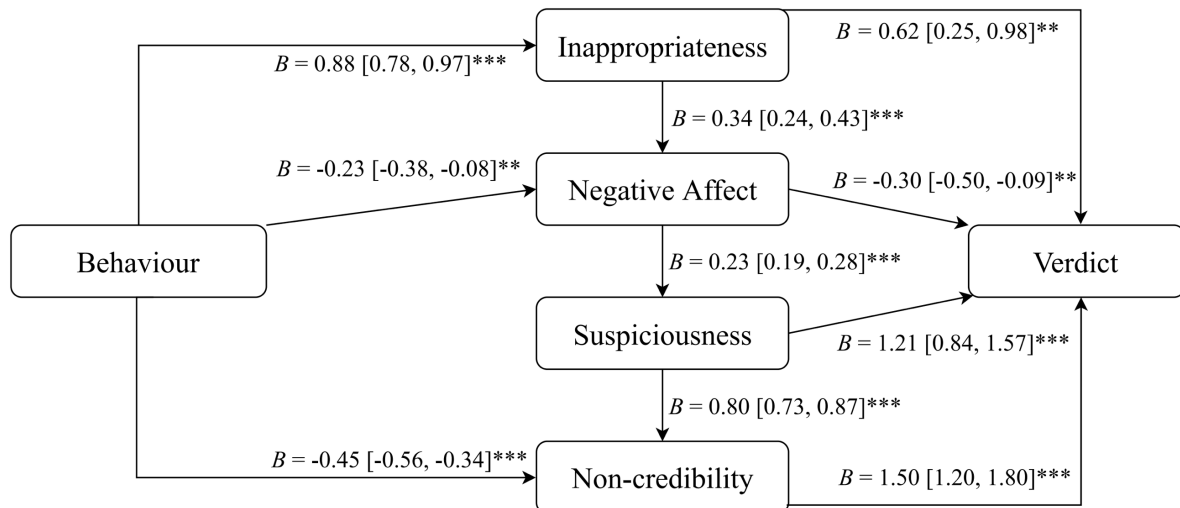 Inappropriateness
B = 0.62 [0.25, 0.98]**
B = 0.88 [0.78, 0.97]***
B = 0.34 [0.24, 0.43]***
B = -0.23 [-0.38, -0.08]**
Negative Affect
B = -0.30 [-0.50, -0.09]**
Behaviour
B = 0.23 [0.19, 0.28]***
Verdict
Suspiciousness
B = 1.21 [0.84, 1.57]***
B = 0.80 [0.73, 0.87]***
B = -0.45 [-0.56, -0.34]***
Non-credibility
B = 1.50 [1.20, 1.80]***